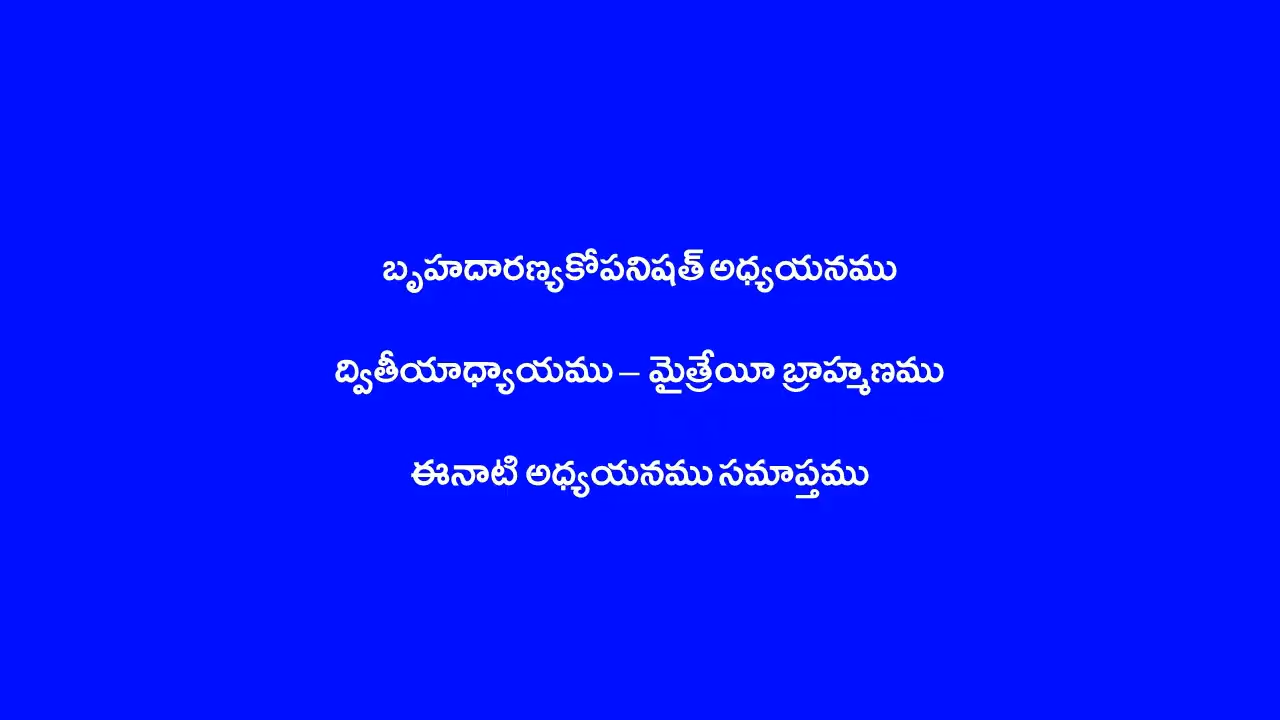 బృహదారణ్యకోపనిషత్ అధ్యయనము
ద్వితీయాధ్యాయము – మైత్రేయీ బ్రాహ్మణము
ఈనాటి అధ్యయనము సమాప్తము